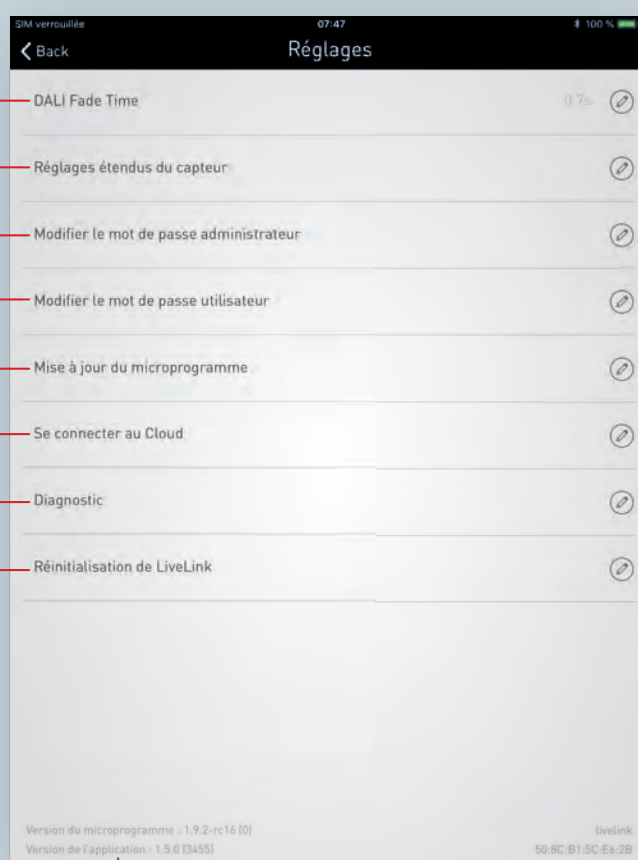 SIM verrouillée 07:47 100 %
Back Réglages
DALI Fade Time 0.7s
Réglages étendus du capteur
Modifier le mot de passe administrateur
Modifier le mot de passe utilisateur
Mise à jour du microprogramme
Se connecter au Cloud
Diagnostic
Réinitialisation de LiveLink
Version du microprogramme : 1.9.2-rc16 (0) livelink
Version de l'application : 1.5.0 (3455) 50:8C:B1:5C:E6:2B